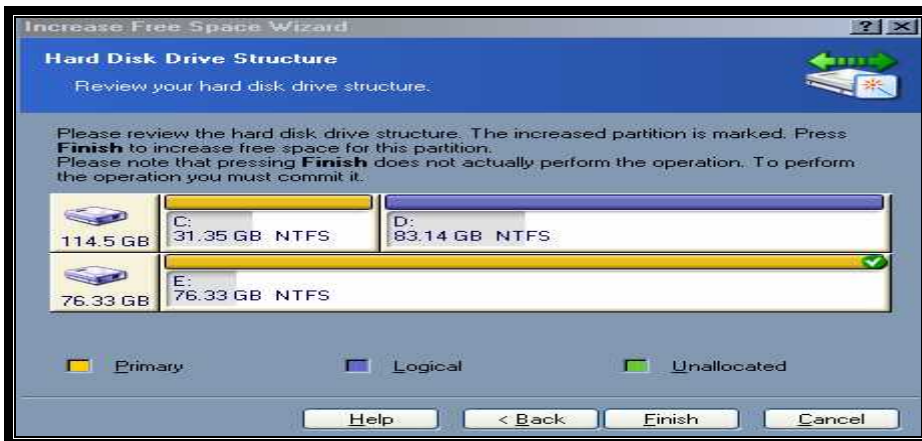 Increase Free Space Wizard
Hard Disk Drive Structure
Review your hard disk drive structure.
Please review the hard disk drive structure. The increased partition is marked. Press
Finish to increase free space for this partition.
Please note that pressing Finish does not actually perform the operation. To perform
the operation you must commit it.
114.5 GB
C:
31.35 GB NTFS
D:
83.14 GB NTFS
76.33 GB
E:
76.33 GB NTFS
Primary Logical Unallocated
Help < Back Finish Cancel